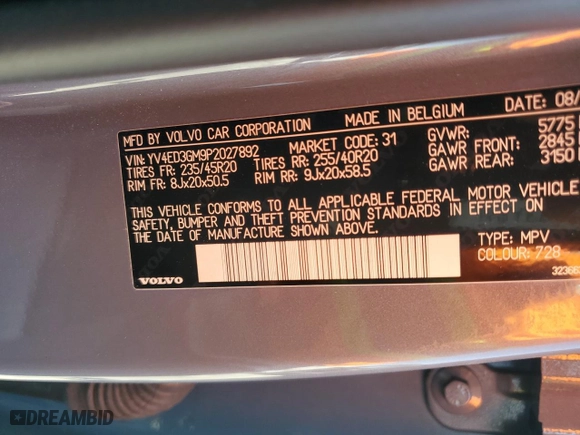 MFD BY VOLVO CAR CORPORATION MADE IN BELGIUM DATE: 08/
VIN: YV4ED3GM9P2027892 MARKET: 31 GVWR: 5775
TIRES FR: 235/45R20 TIRES RR: 255/40R20 GAWR FRONT: 2845
RIM FR: 8Jx20x50.5 RIM RR: 9Jx20x58.5 GAWR REAR: 3150
THIS VEHICLE CONFORMS TO ALL APPLICABLE FEDERAL MOTOR VEHICLE
SAFETY, BUMPER AND THEFT PREVENTION STANDARDS IN EFFECT ON
THE DATE OF MANUFACTURE SHOWN ABOVE.
TYPE: MPV
COLOUR: 728
VOLVO
DREAMBID